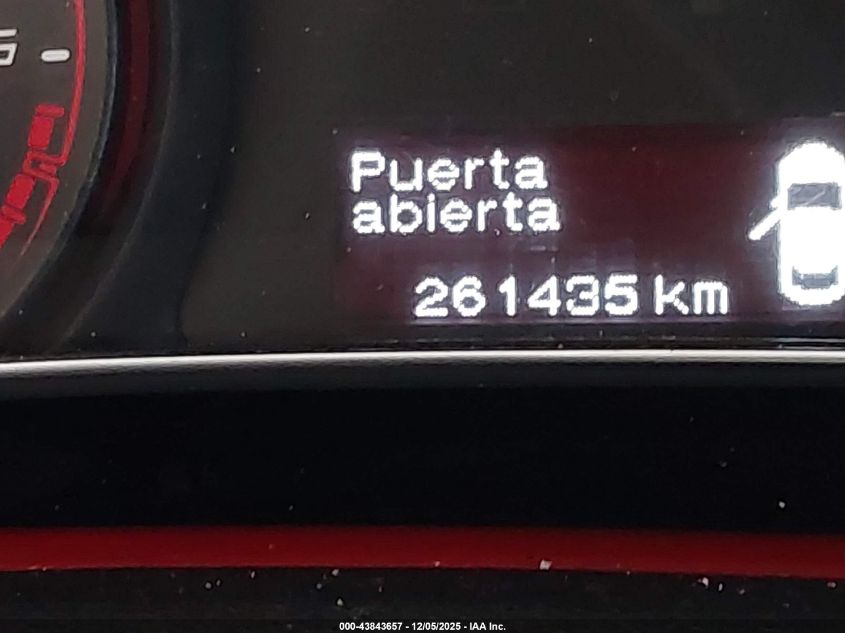 Puerta
abierta
261435 km
000-43843657 - 12/05/2025 - IAA Inc.